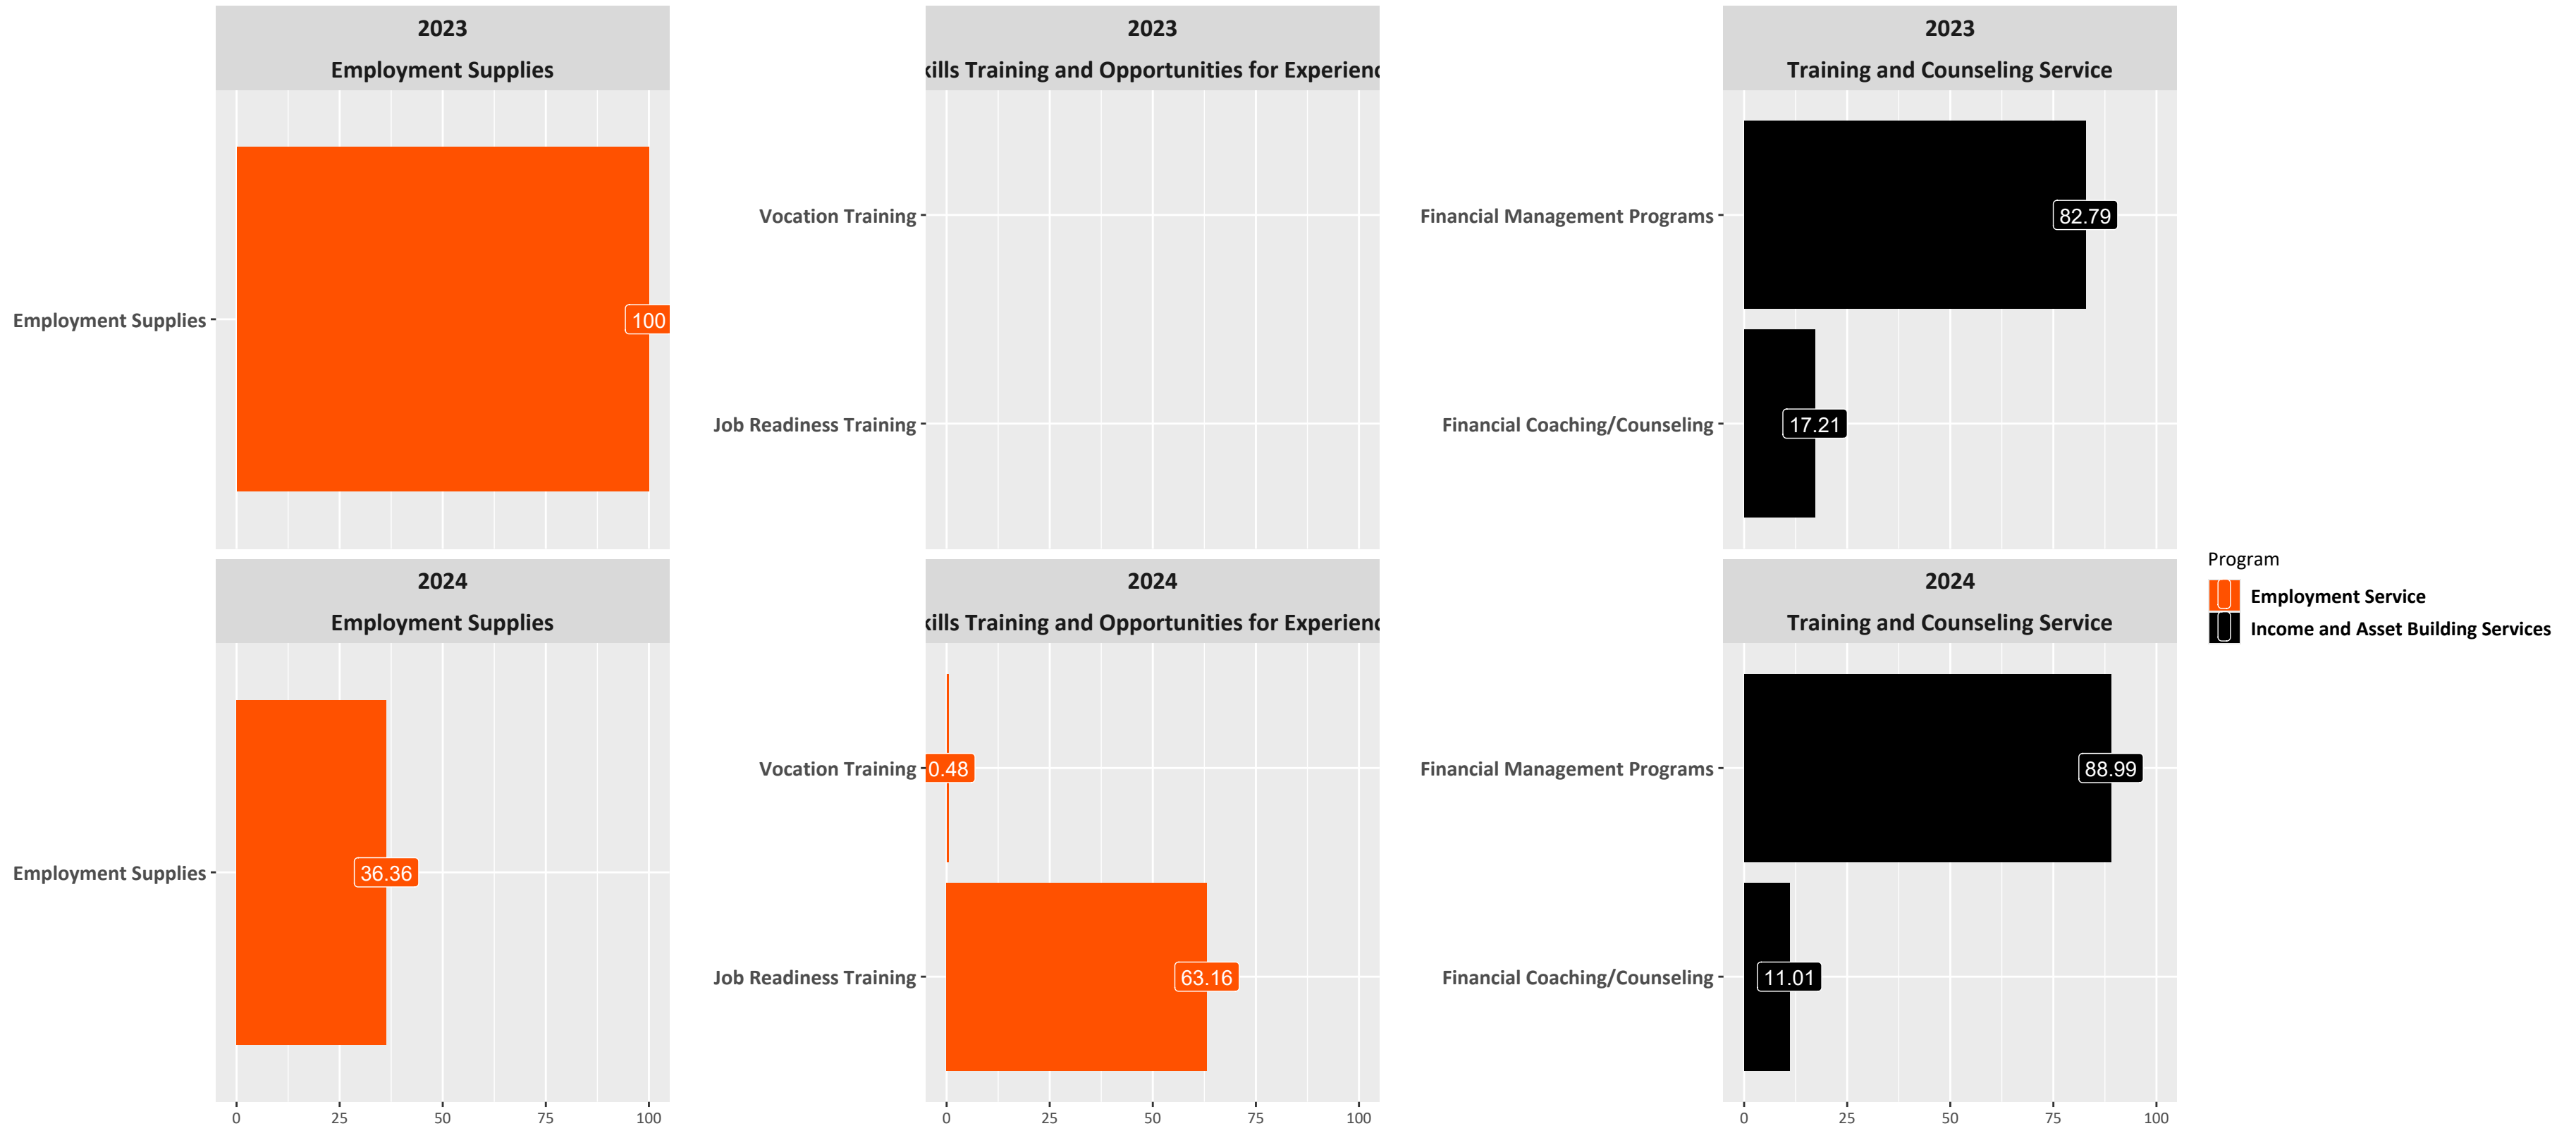 2023
Employment Supplies
Employment Supplies
100
2023
kills Training and Opportunities for Experienc
Vocation Training
Job Readiness Training
2023
Training and Counseling Service
Financial Management Programs
82.79
Financial Coaching/Counseling
17.21
2024
Employment Supplies
Employment Supplies
36.36
0 25 50 75 100
2024
kills Training and Opportunities for Experienc
Vocation Training
0.48
Job Readiness Training
63.16
0 25 50 75 100
2024
Training and Counseling Service
Financial Management Programs
88.99
Financial Coaching/Counseling
11.01
0 25 50 75 100
Program
Employment Service
Income and Asset Building Services